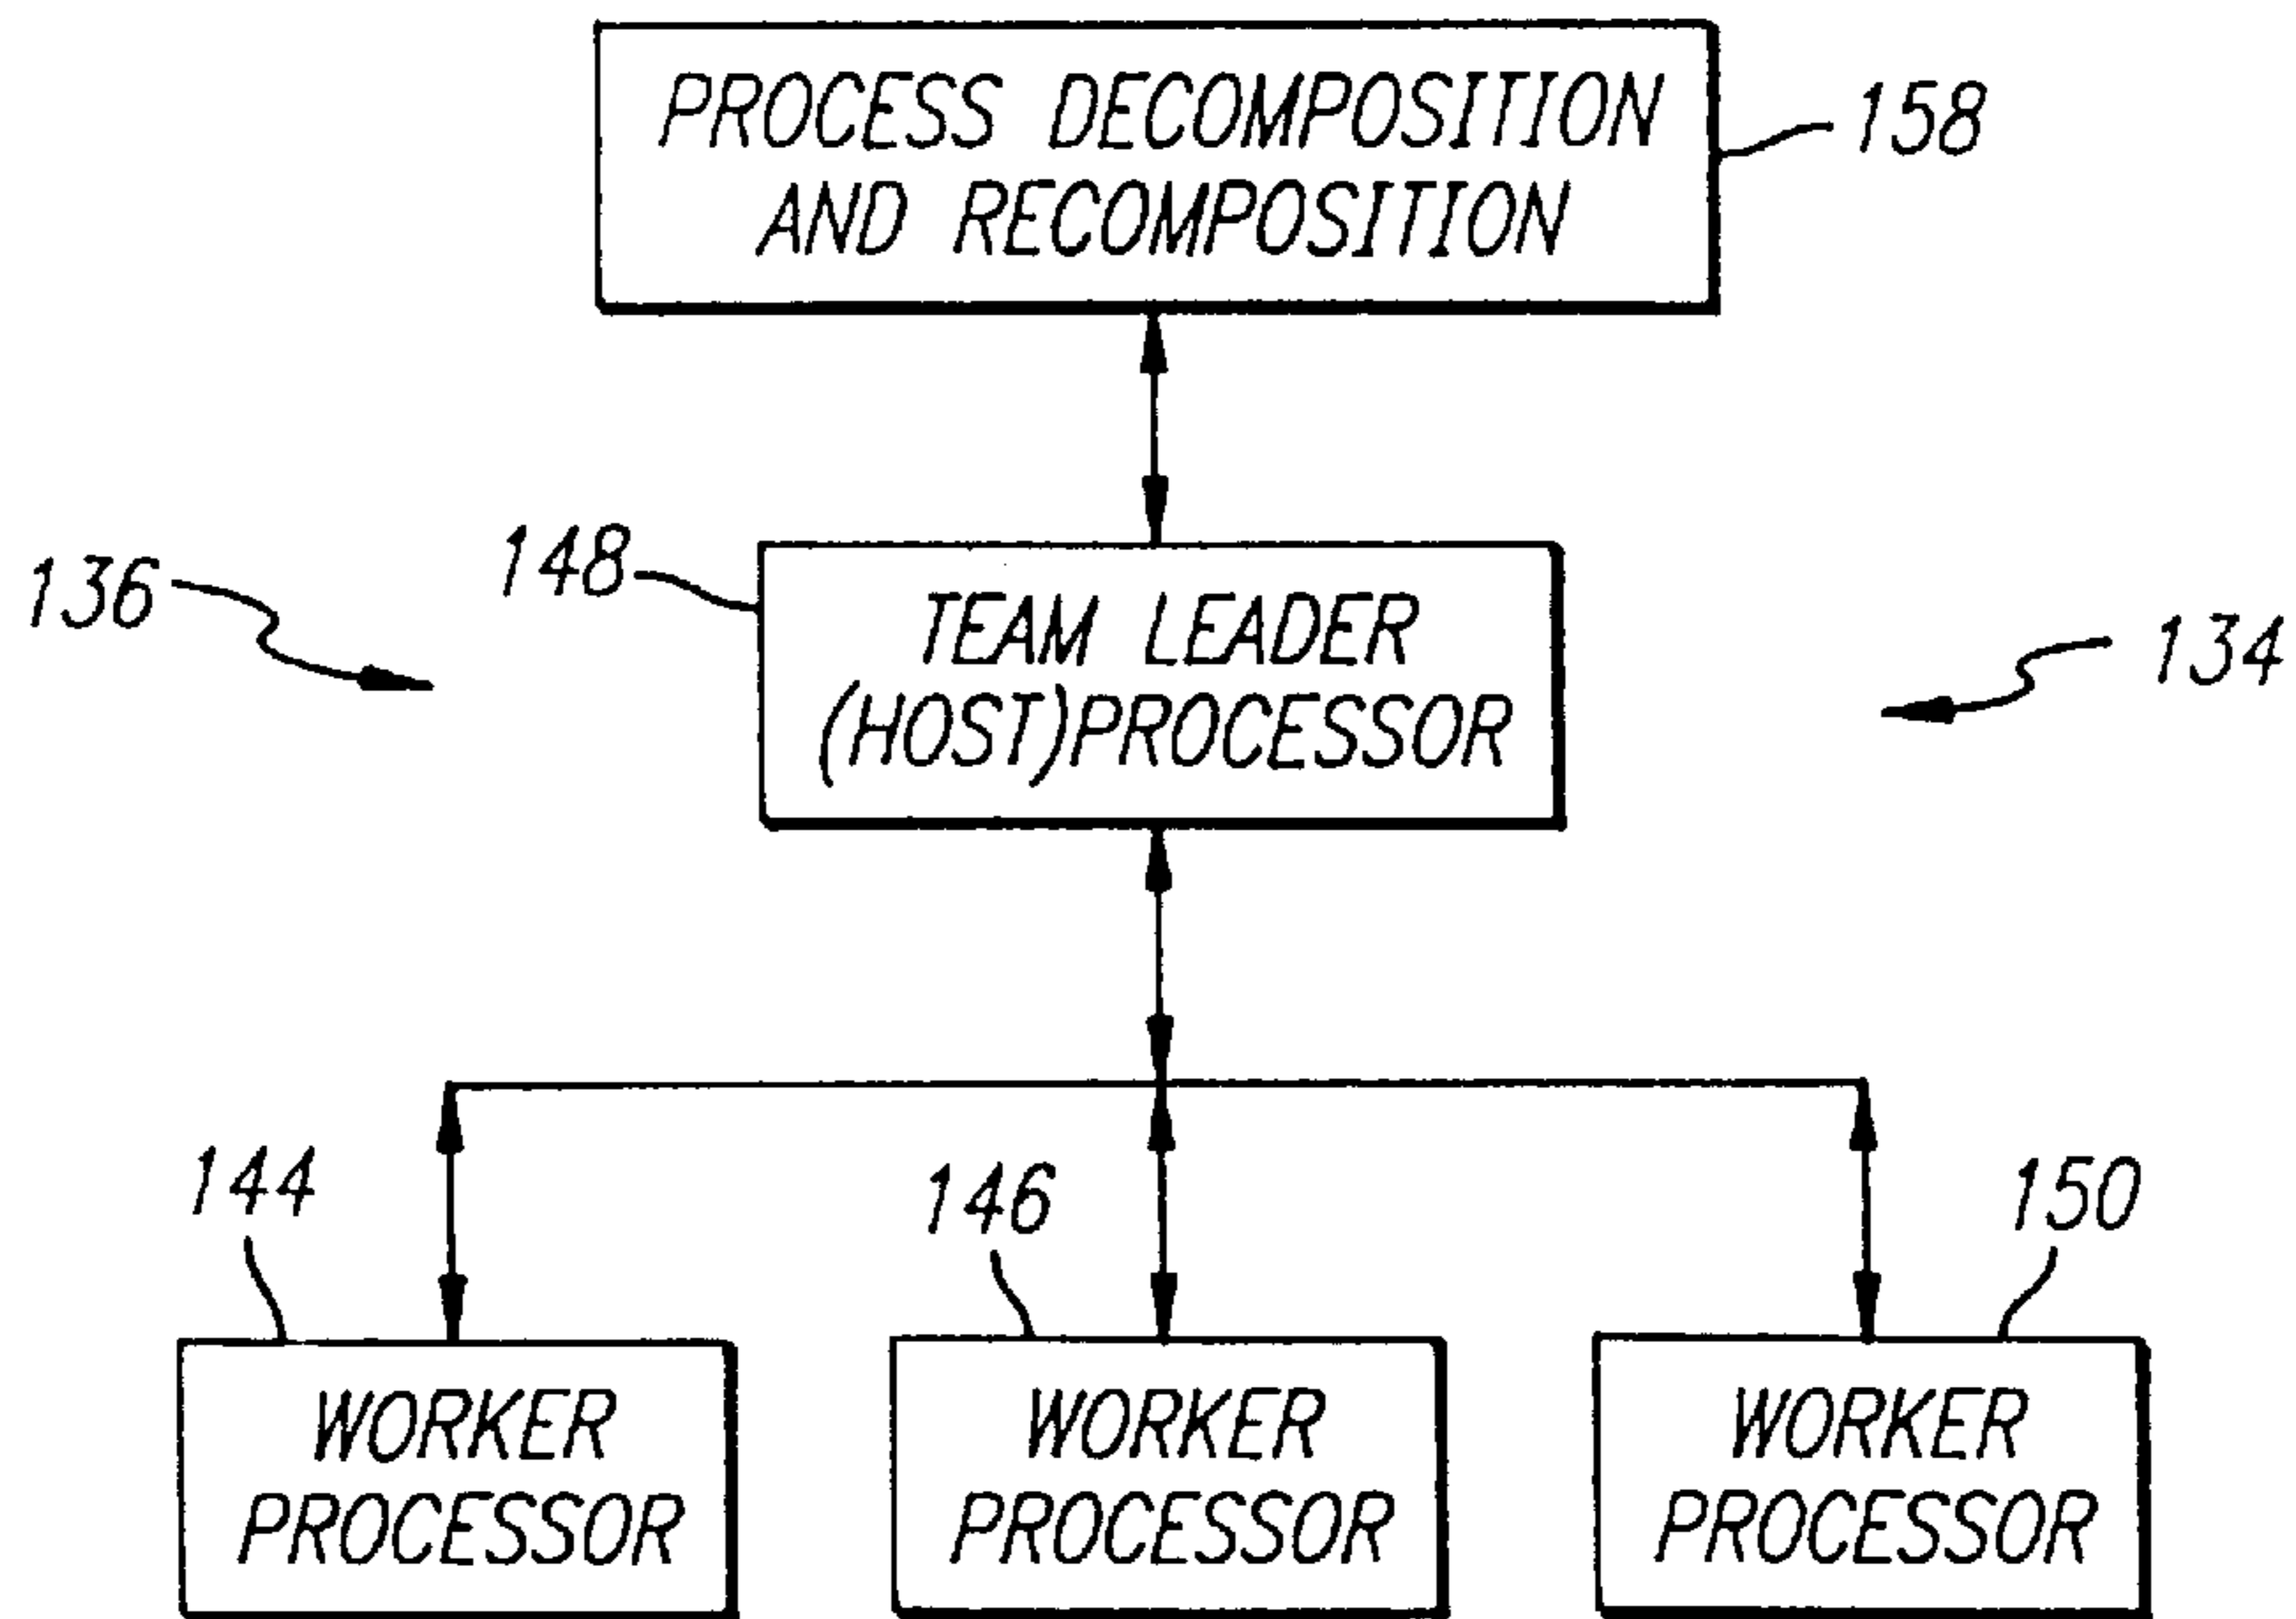 PROCESS DECOMPOSITION
AND RECOMPOSITION
158
136
148
TEAM LEADER
(HOST)PROCESSOR
134
144
146
150
WORKER
PROCESSOR
WORKER
PROCESSOR
WORKER
PROCESSOR